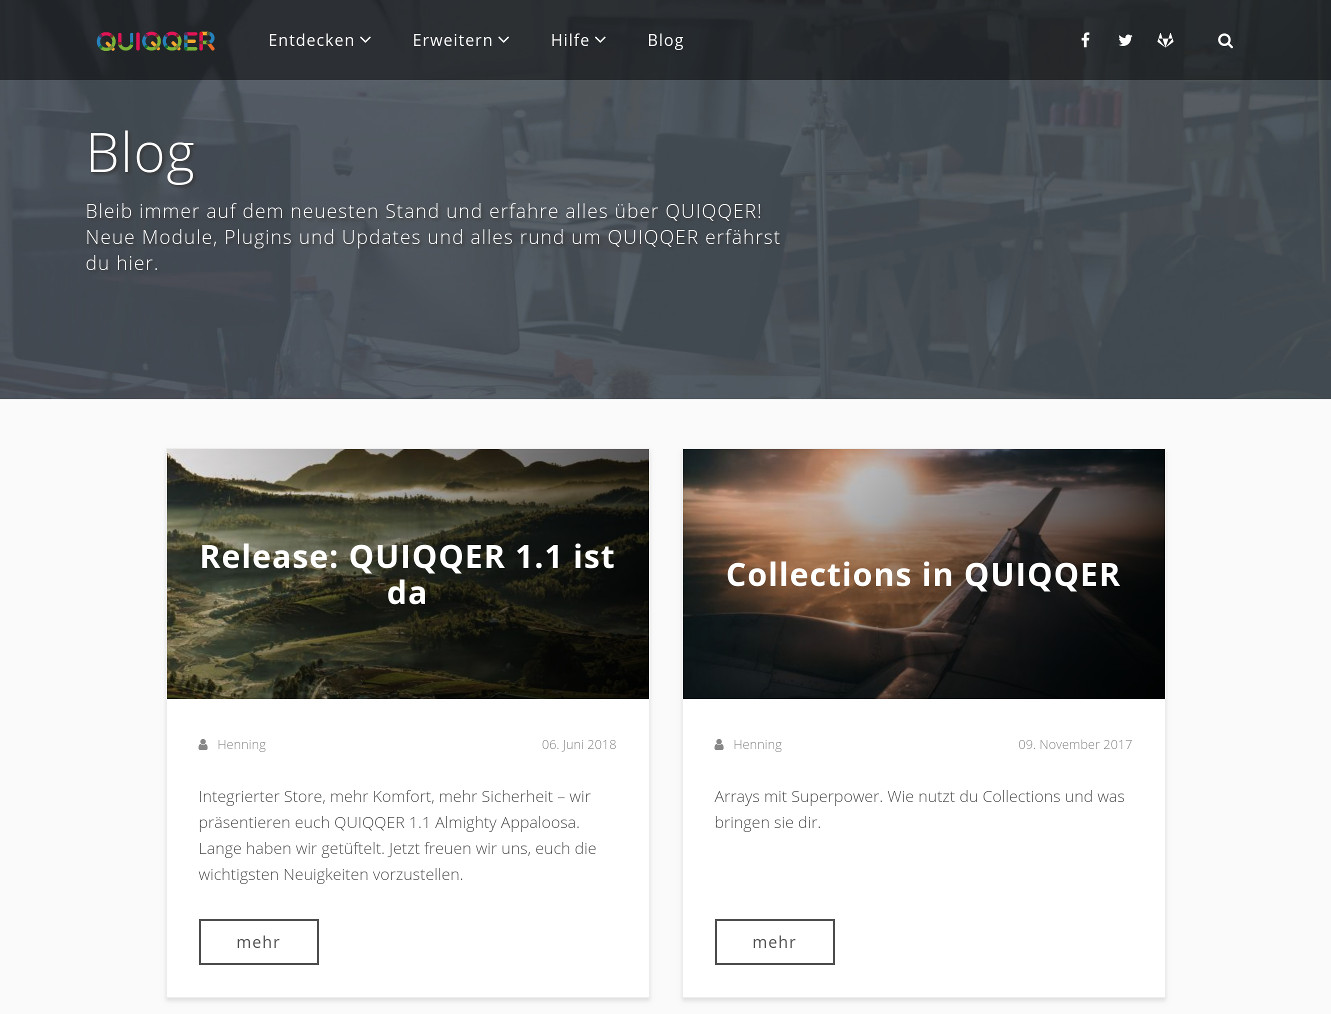 QUIQQER
Entdecken
Erweitern
Hilfe
Blog
Blog
Bleib immer auf dem neuesten Stand und erfahre alles über QUIQQER!
Neue Module, Plugins und Updates und alles rund um QUIQQER erfährst
du hier.
Release: QUIQQER 1.1 ist
da
Henning
06. Juni 2018
Integrierter Store, mehr Komfort, mehr Sicherheit – wir
präsentieren euch QUIQQER 1.1 Almighty Appaloosa.
Lange haben wir getüftelt. Jetzt freuen wir uns, euch die
wichtigsten Neuigkeiten vorzustellen.
mehr
Collections in QUIQQER
Henning
09. November 2017
Arrays mit Superpower. Wie nutzt du Collections und was
bringen sie dir.
mehr